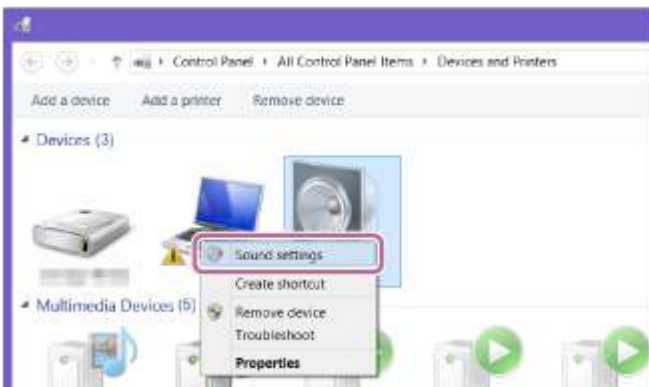 Control Panel › All Control Panel Items › Devices and Printers
Add a device Add a printer Remove device
Devices (3)
Sound settings
Create shortcut
Multimedia Devices (5)
Remove device
Troubleshoot
Properties